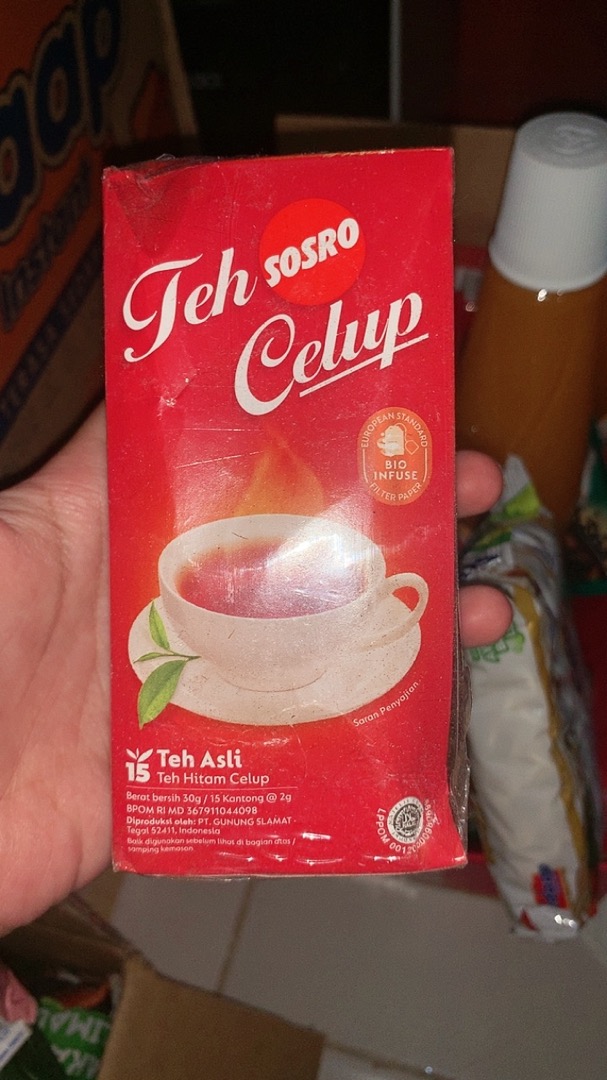 Teh SOSRO
Celup
EUROPEAN STANDARD
BIO
INFUSE
FILTER PAPER
Saran Penyajian
15 Teh Asli
Teh Hitam Celup
Berat bersih 30g / 15 Kantong @ 2g
BPOM RI MD 367911044098
Diproduksi oleh: PT. GUNUNG SLAMAT
Tegal 52411, Indonesia
Baik digunakan sebelum lihat di bagian atas /
samping kemasan
LPPOM